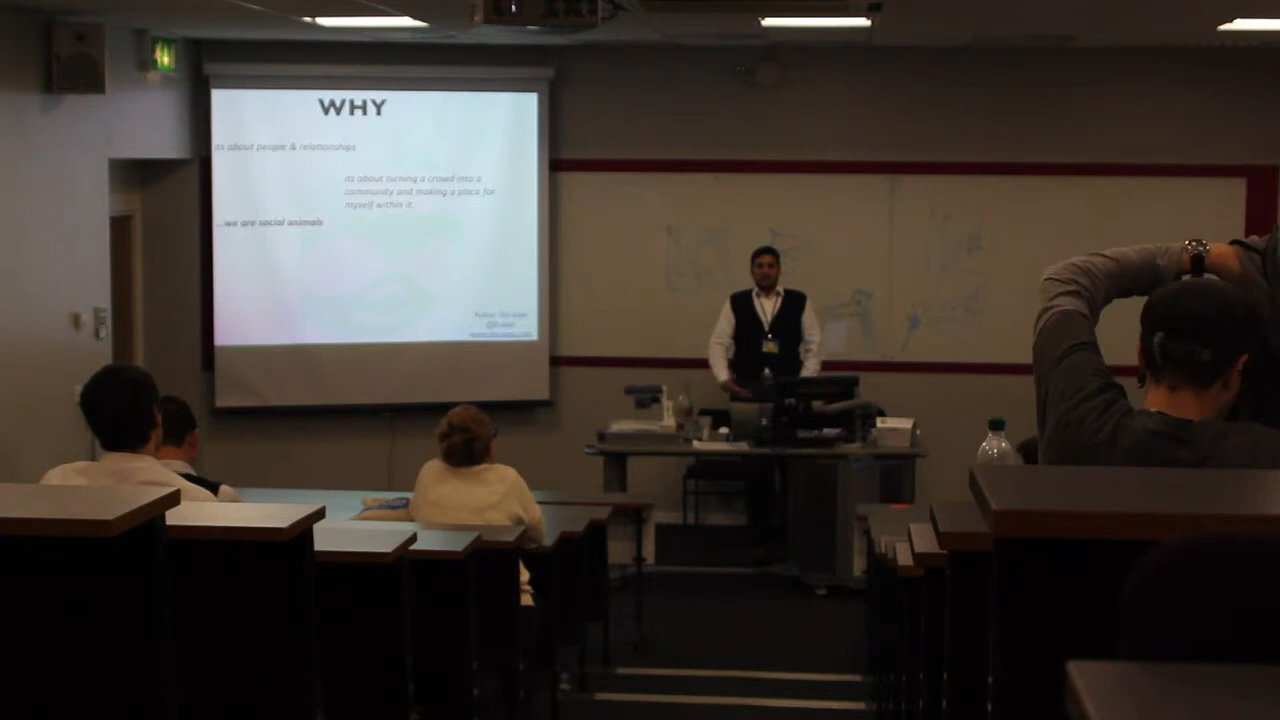 WHY
its about people & relationships
its about turning a crowd into a
community and making a place for
myself within it.
...we are social animals